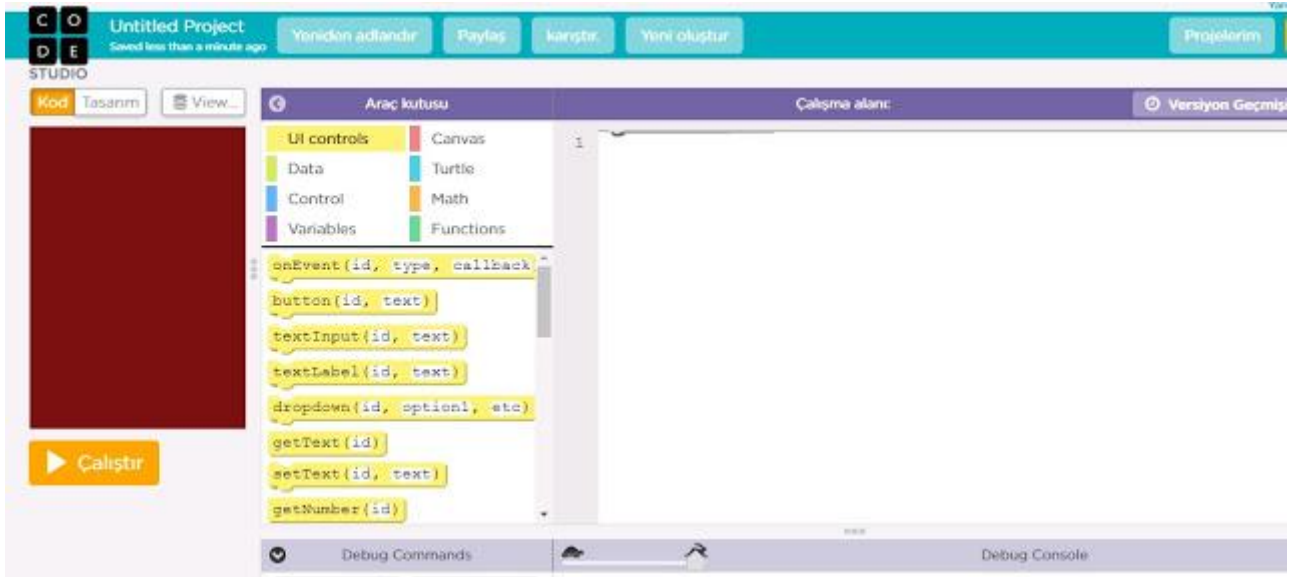 CODE
STUDIO
Untitled Project
Saved less than a minute ago
Yeniden adlandır
Paylaş
karıştır.
Yeni oluştur
Projelerim
Kod
Tasarım
View...
Araç kutusu
Çalışma alanı:
Versiyon Geçmişi
UI controls
Canvas
Data
Turtle
Control
Math
Variables
Functions
1
onEvent(id, type, callback
button(id, text)
textInput(id, text)
textLabel(id, text)
dropdown(id, option1, etc)
getText(id)
setText(id, text)
getNumber(id)
Çalıştır
Debug Commands
Debug Console